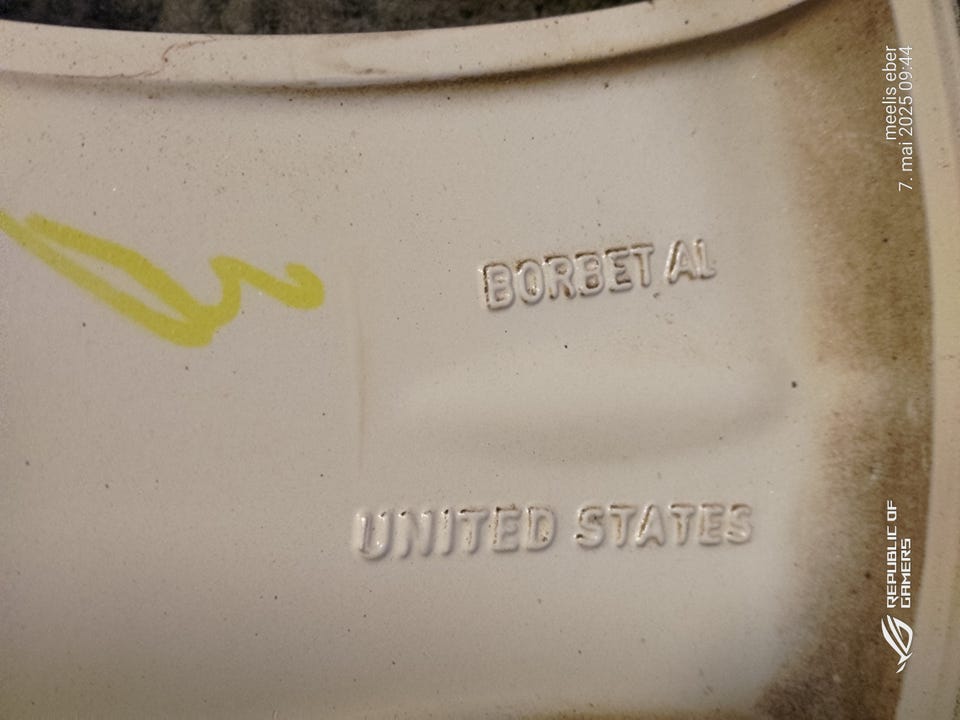 BORBET AL
UNITED STATES
meelis eber
7. mai 2025 09:44
REPUBLIC OF
GAMERS